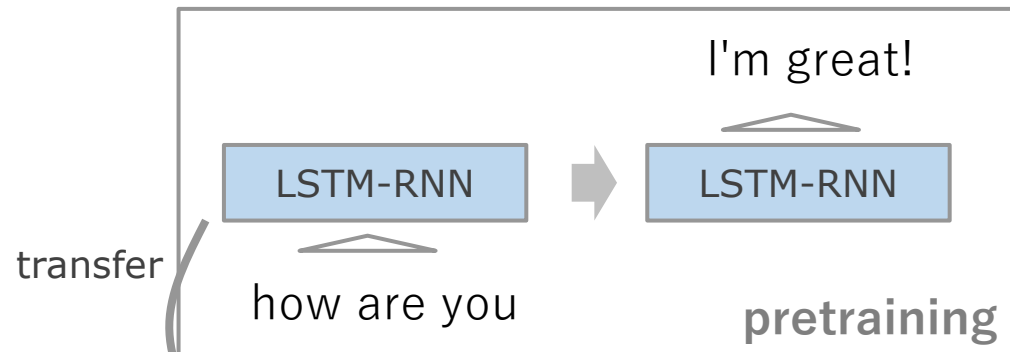 I'm great!
LSTM-RNN
LSTM-RNN
transfer
how are you
pretraining